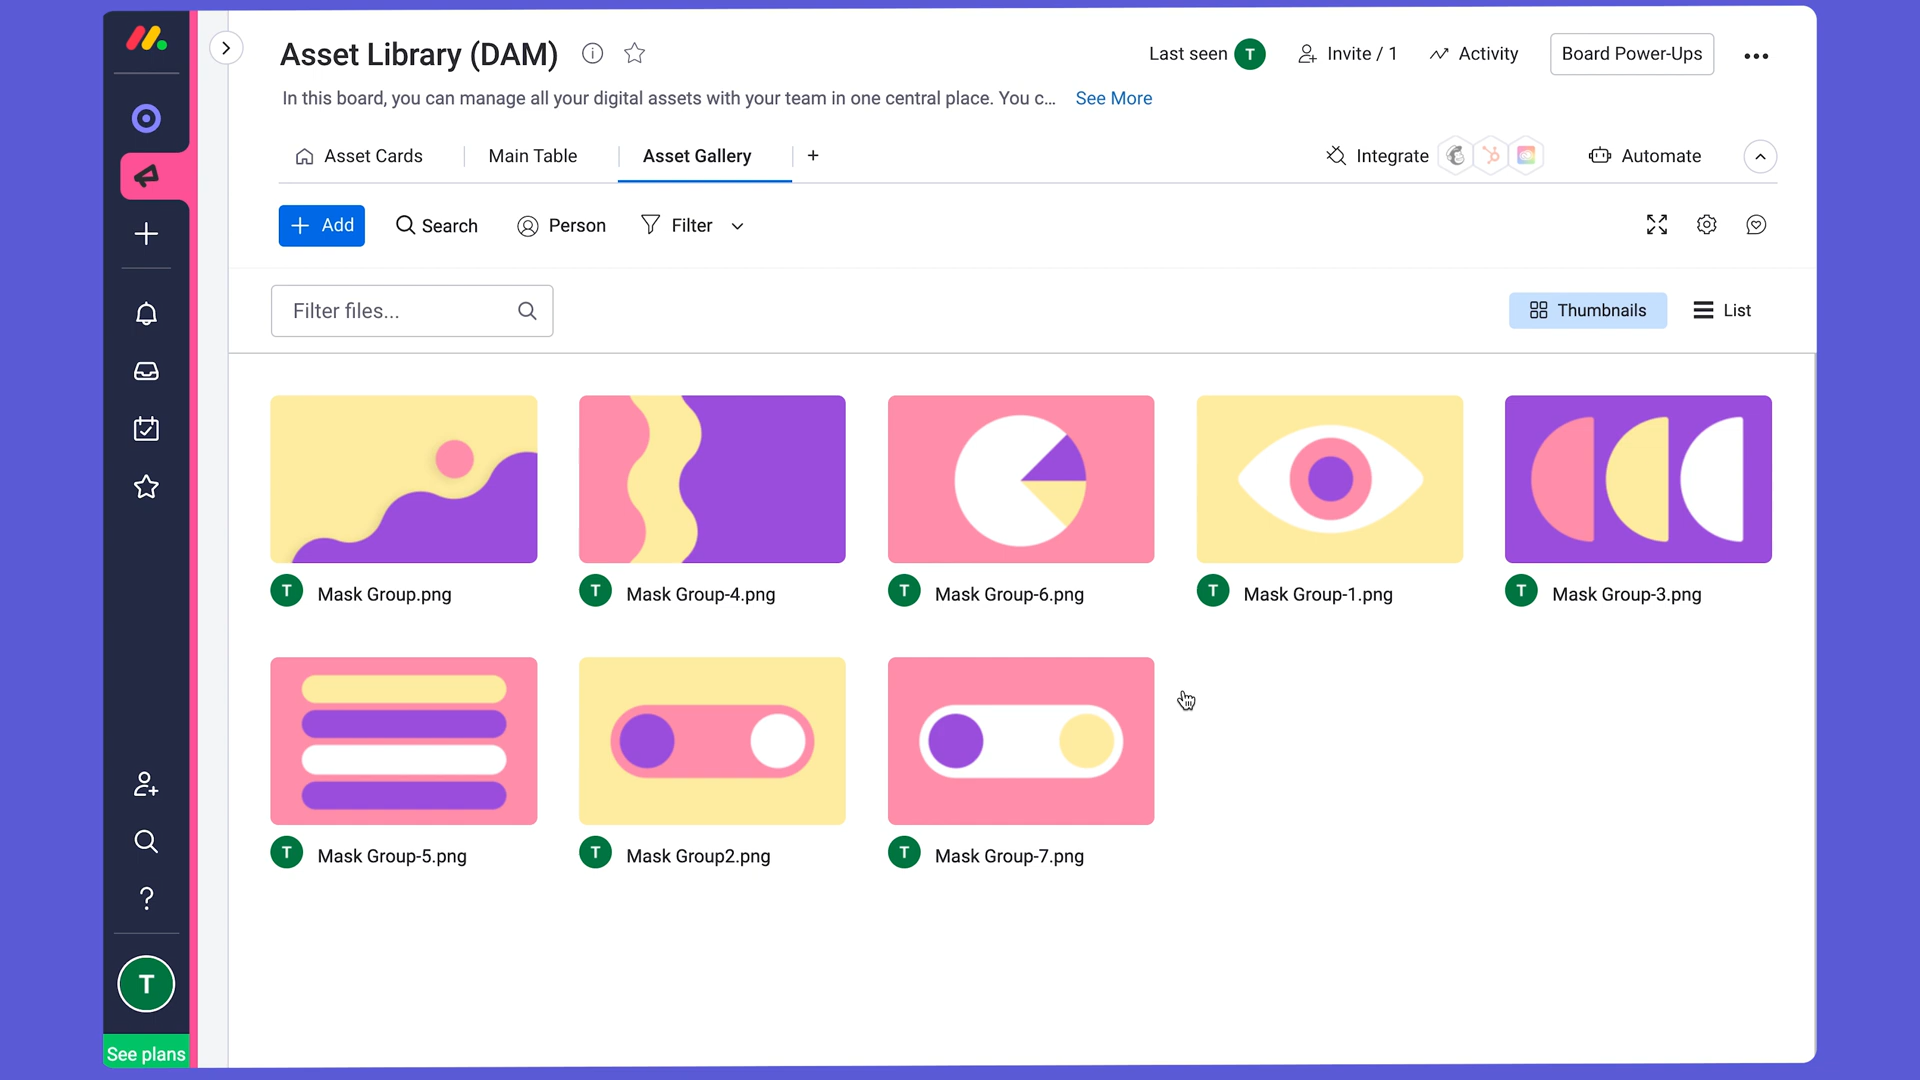 Asset Library (DAM)
Last seen T Invite / 1 Activity Board Power-Ups
In this board, you can manage all your digital assets with your team in one central place. You c... See More
Asset Cards Main Table Asset Gallery + Integrate Automate
+ Add Search Person Filter
Filter files... Thumbnails List
T Mask Group.png T Mask Group-4.png T Mask Group-6.png T Mask Group-1.png T Mask Group-3.png
T Mask Group-5.png T Mask Group2.png T Mask Group-7.png
?
T
See plans